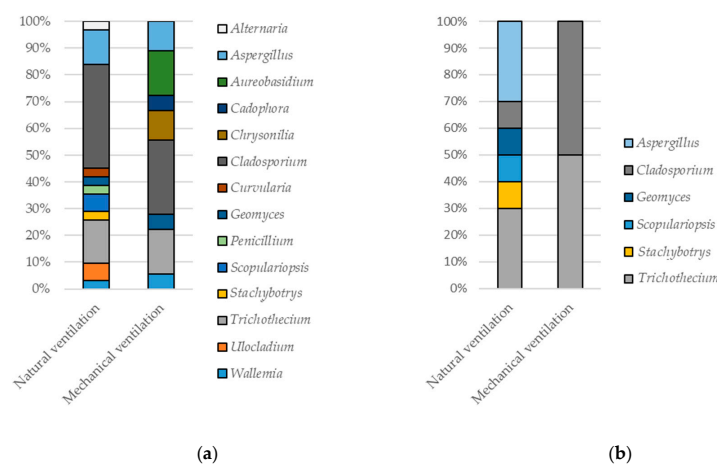 100%
90%
80%
70%
60%
50%
40%
30%
20%
10%
0%
Natural ventilation
Mechanical ventilation
Alternaria
Aspergillus
Aureobasidium
Cadophora
Chrysonilia
Cladosporium
Curvularia
Geomyces
Penicillium
Scopulariopsis
Stachybotrys
Trichothecium
Ulocladium
Wallemia
(a)
100%
90%
80%
70%
60%
50%
40%
30%
20%
10%
0%
Natural ventilation
Mechanical ventilation
Aspergillus
Cladosporium
Geomyces
Scopulariopsis
Stachybotrys
Trichothecium
(b)